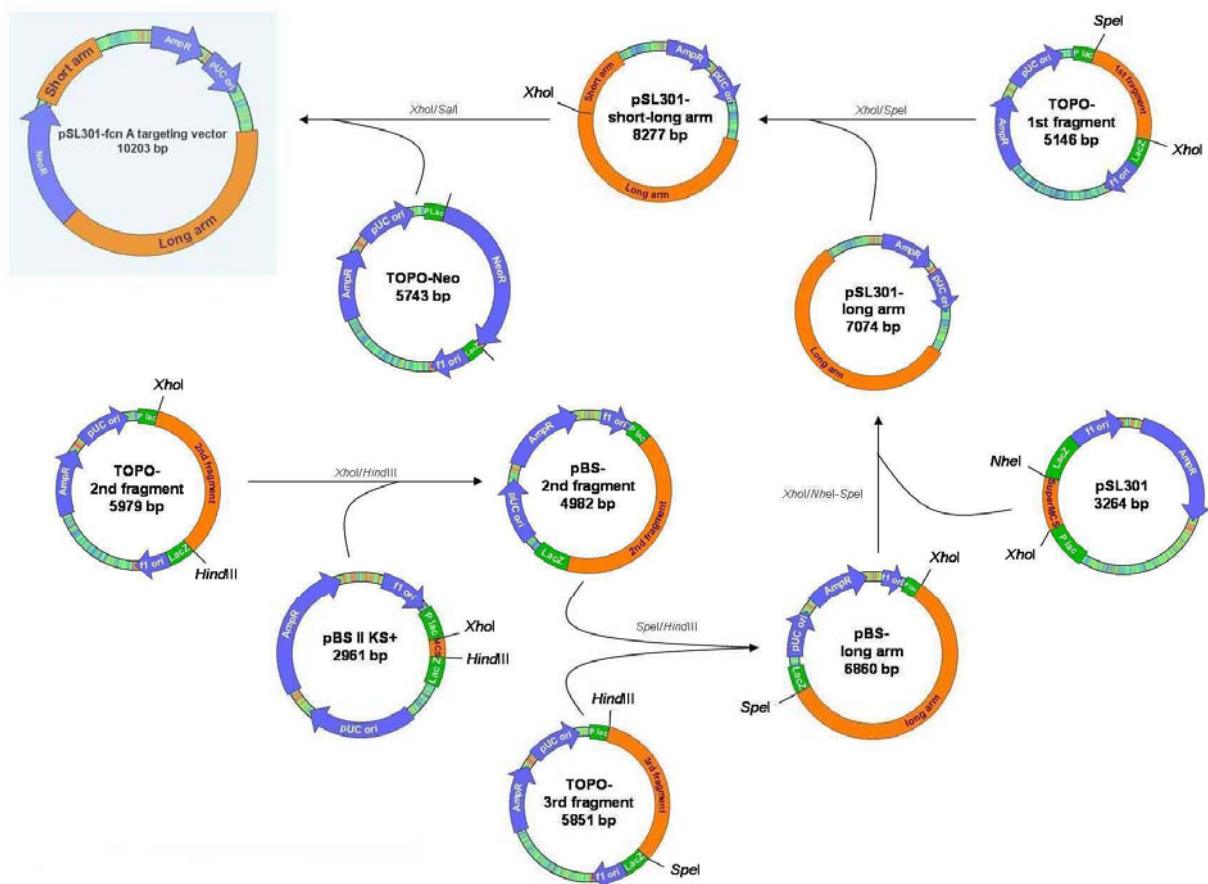 AmpR
pUC ori
Short arm
pSL301-fcn A targeting vector
10203 bp
NeoR
Long arm
XhoI/SalI
AmpR
pUC ori
Short arm
XhoI
pSL301-
short-long arm
8277 bp
Long arm
XhoI/SpeI
SpeI
P lac
pUC ori
1st fragment
TOPO-
1st fragment
5146 bp
AmpR
LacZ
XhoI
f1 ori
P Lac
pUC ori
TOPO-Neo
5743 bp
NeoR
AmpR
LacZ
f1 ori
AmpR
pUC ori
pSL301-
long arm
7074 bp
Long arm
XhoI
P lac
pUC ori
TOPO-
2nd fragment
5979 bp
2nd fragment
AmpR
LacZ
f1 ori
HindIII
XhoI/HindIII
f1 ori
P lac
AmpR
pBS-
2nd fragment
4982 bp
pUC ori
2nd fragment
LacZ
XhoI/NheI-SpeI
f1 ori
LacZ
AmpR
NheI
pSL301
3264 bp
SuperMCS
XhoI
P lac
f1 ori
AmpR
P lac
XhoI
pBS II KS+
2961 bp
MCS
HindIII
Lac Z
pUC ori
SpeI/HindIII
XhoI
f1 ori
P lac
AmpR
pBS-
long arm
6860 bp
pUC ori
LacZ
long arm
SpeI
HindIII
P lac
pUC ori
TOPO-
3rd fragment
5851 bp
3rd fragment
AmpR
LacZ
f1 ori
SpeI